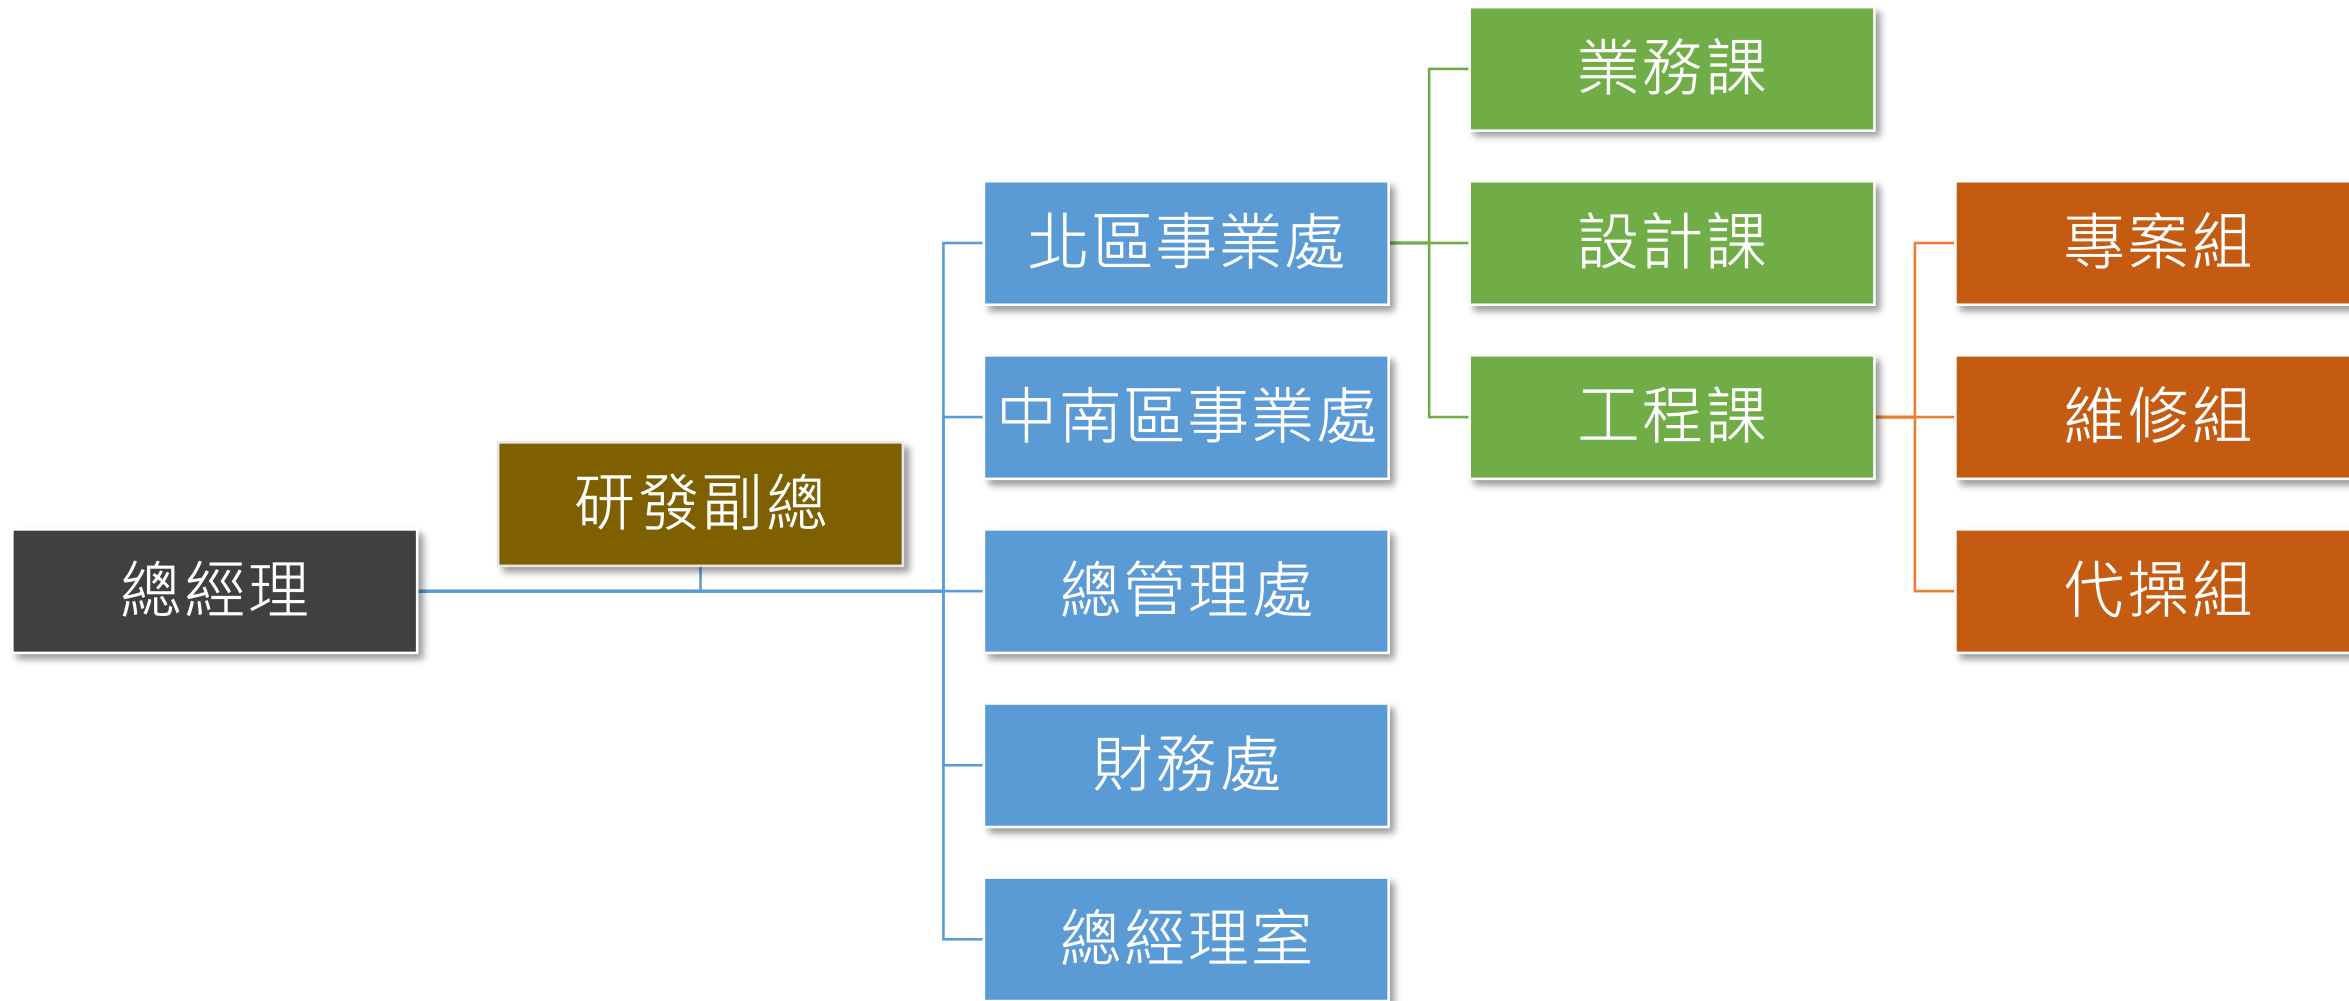 總經理
研發副總
北區事業處
業務課
設計課
工程課
專案組
維修組
代操組
中南區事業處
總管理處
財務處
總經理室